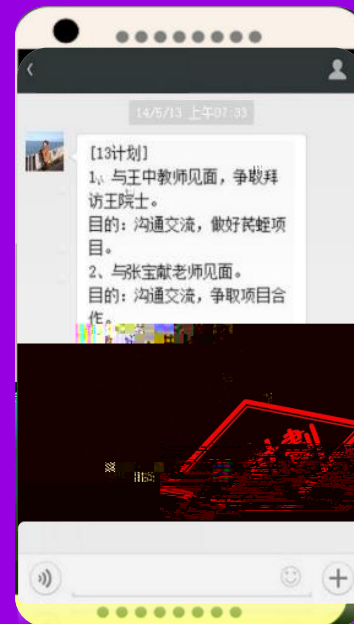 14/5/13 上午07:33
[13计划]
1、与王中教师见面，争取拜
访王院士。
目的：沟通交流，做好芪蛭项
目。
2、与张宝献老师见面。
目的：沟通交流，争取项目合
作。